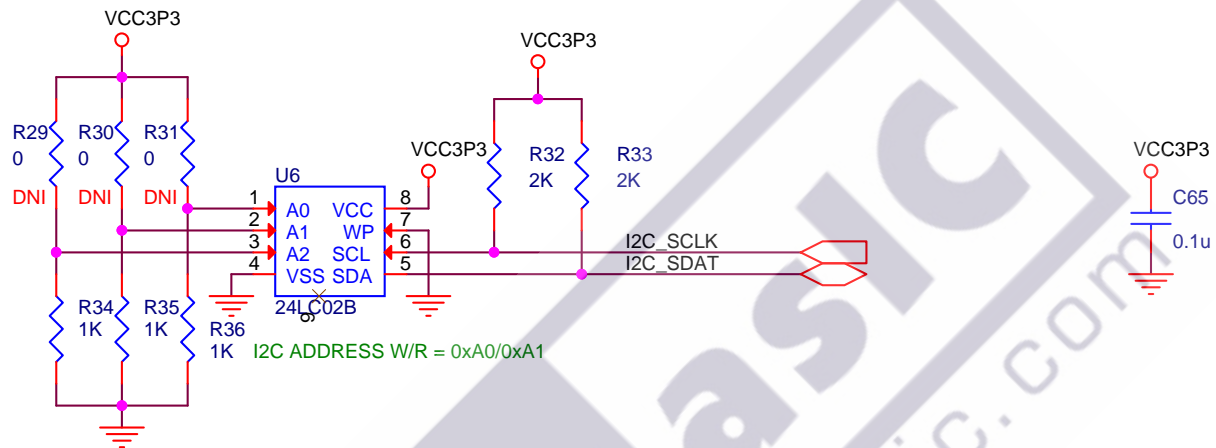 VCC3P3
VCC3P3
R29
0
DNI
R30
0
DNI
R31
0
DNI
VCC3P3
R32
2K
R33
2K
VCC3P3
C65
0.1u
U6
1 A0 VCC 8
2 A1 WP 7
3 A2 SCL 6
4 VSS SDA 5
24LC02B
9
I2C_SCLK
I2C_SDAT
R34
1K
R35
1K
R36
1K
I2C ADDRESS W/R = 0xA0/0xA1
asic
ic.com